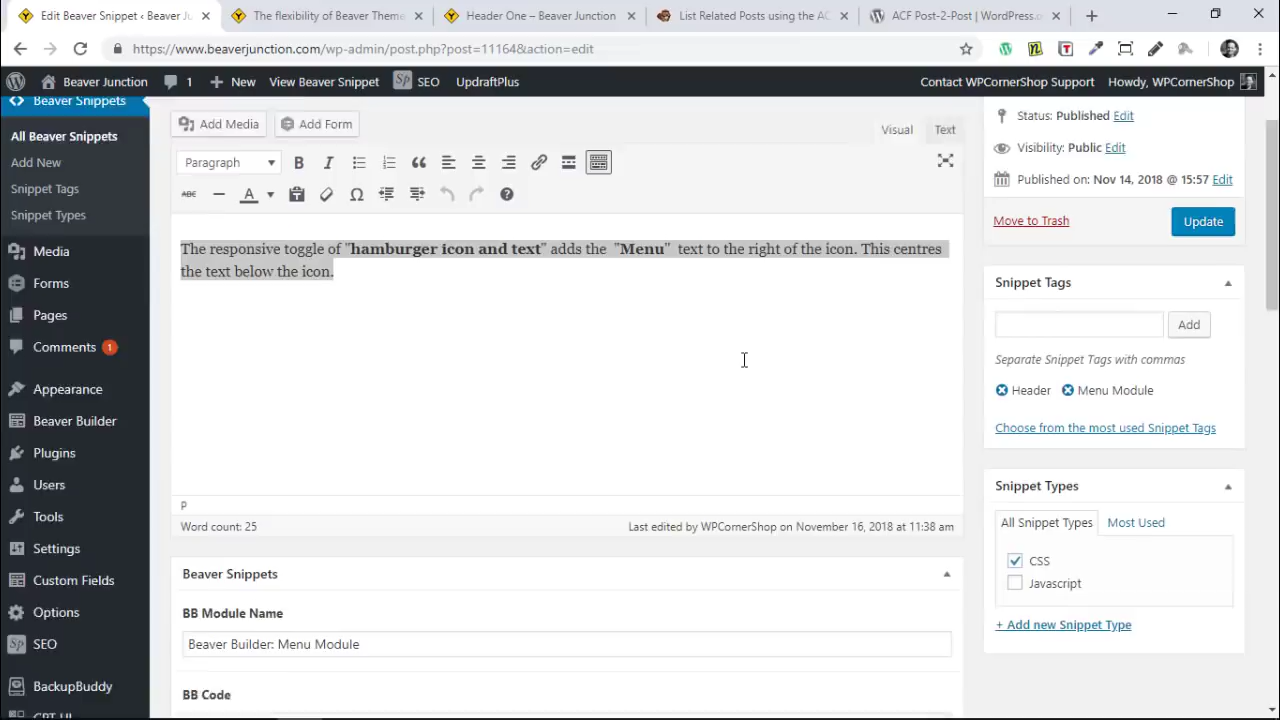 Edit Beaver Snippet ‹ Beaver Ju
The flexibility of Beaver Theme
Header One – Beaver Junction
List Related Posts using the AC
ACF Post-2-Post | WordPress.o
https://www.beaverjunction.com/wp-admin/post.php?post=11164&action=edit
Beaver Junction 1 New View Beaver Snippet Sp SEO UpdraftPlus Contact WPCornerShop Support Howdy, WPCornerShop
Beaver Snippets
All Beaver Snippets
Add New
Snippet Tags
Snippet Types
Media
Forms
Pages
Comments 1
Appearance
Beaver Builder
Plugins
Users
Tools
Settings
Custom Fields
Options
Sp SEO
BackupBuddy
Add Media Add Form
Visual Text
Paragraph B I
ABC A
The responsive toggle of "hamburger icon and text" adds the "Menu" text to the right of the icon. This centres
the text below the icon.
P
Word count: 25 Last edited by WPCornerShop on November 16, 2018 at 11:38 am
Beaver Snippets
BB Module Name
Beaver Builder: Menu Module
BB Code
Status: Published Edit
Visibility: Public Edit
Published on: Nov 14, 2018 @ 15:57 Edit
Move to Trash Update
Snippet Tags
Add
Separate Snippet Tags with commas
Header Menu Module
Choose from the most used Snippet Tags
Snippet Types
All Snippet Types Most Used
CSS
Javascript
+ Add new Snippet Type